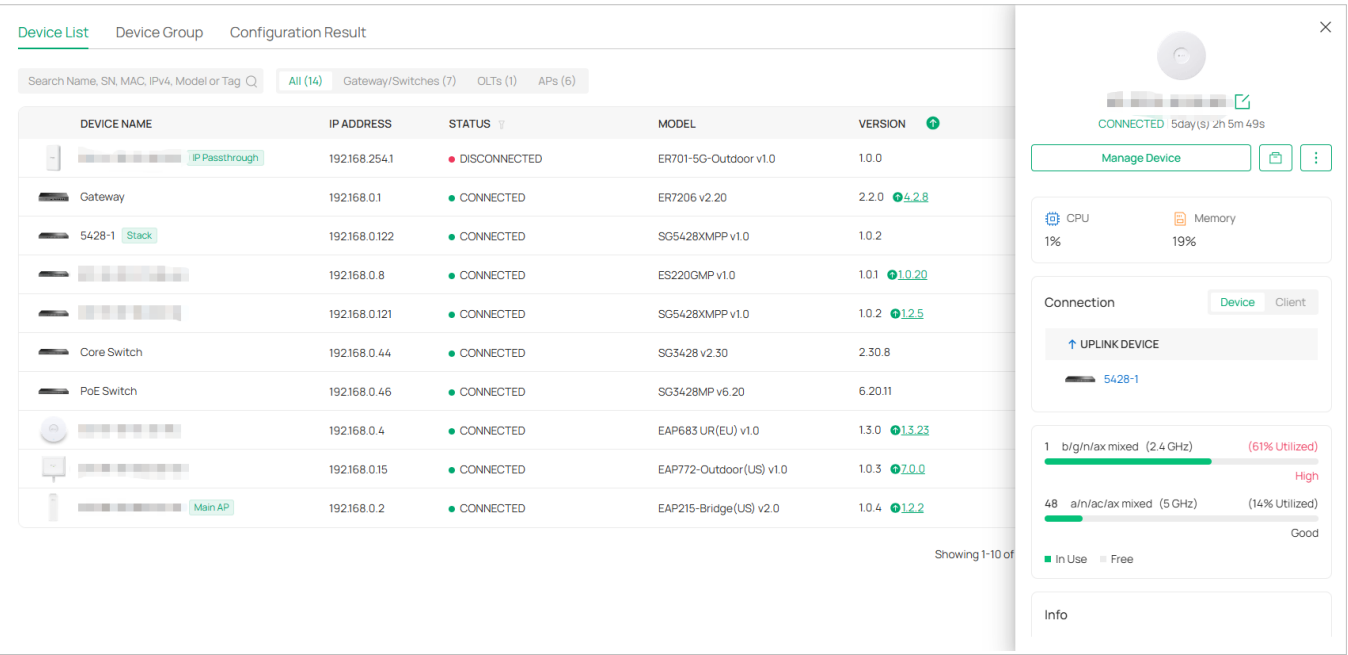 Device List Device Group Configuration Result
Search Name, SN, MAC, IPv4, Model or Tag All (14) Gateway/Switches (7) OLTs (1) APs (6)
DEVICE NAME IP ADDRESS STATUS MODEL VERSION
IP Passthrough 192.168.254.1 DISCONNECTED ER701-5G-Outdoor v1.0 1.0.0
Gateway 192.168.0.1 CONNECTED ER7206 v2.20 2.2.0 4.2.8
5428-1 Stack 192.168.0.122 CONNECTED SG5428XMPP v1.0 1.0.2
192.168.0.8 CONNECTED ES220GMP v1.0 1.0.1 1.0.20
192.168.0.121 CONNECTED SG5428XMPP v1.0 1.0.2 1.2.5
Core Switch 192.168.0.44 CONNECTED SG3428 v2.30 2.30.8
PoE Switch 192.168.0.46 CONNECTED SG3428MP v6.20 6.20.11
192.168.0.4 CONNECTED EAP683 UR(EU) v1.0 1.3.0 1.3.23
192.168.0.15 CONNECTED EAP772-Outdoor(US) v1.0 1.0.3 7.0.0
Main AP 192.168.0.2 CONNECTED EAP215-Bridge(US) v2.0 1.0.4 1.2.2
Showing 1-10 of
CONNECTED 5day(s) 2h 5m 49s
Manage Device
CPU Memory
1% 19%
Connection Device Client
UPLINK DEVICE
5428-1
1 b/g/n/ax mixed (2.4 GHz) (61% Utilized)
High
48 a/n/ac/ax mixed (5 GHz) (14% Utilized)
Good
In Use Free
Info